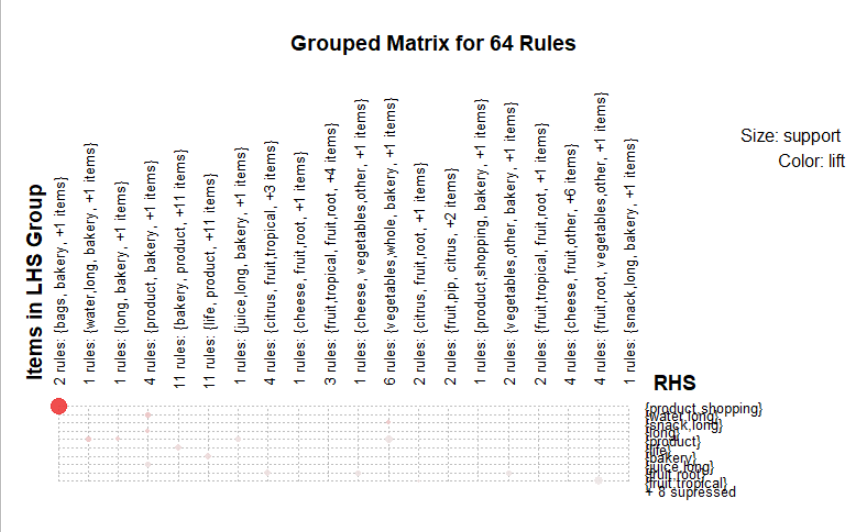 Grouped Matrix for 64 Rules
Size: support
Color: lift
Items in LHS Group
2 rules: {bags, bakery, +1 items}
1 rules: {water,long, bakery, +1 items}
1 rules: {long, bakery, +1 items}
4 rules: {product, bakery, +1 items}
11 rules: {bakery, product, +11 items}
11 rules: {life, product, +11 items}
1 rules: {juice,long, bakery, +1 items}
4 rules: {citrus, fruit,tropical, +3 items}
1 rules: {cheese, fruit,root, +1 items}
3 rules: {fruit,tropical, fruit,root, +4 items}
1 rules: {cheese, vegetables,other, +1 items}
6 rules: {vegetables,whole, bakery, +1 items}
2 rules: {citrus, fruit,root, +1 items}
2 rules: {fruit,pip, citrus, +2 items}
1 rules: {product,shopping, bakery, +1 items}
2 rules: {vegetables,other, bakery, +1 items}
2 rules: {fruit,tropical, fruit,root, +1 items}
4 rules: {cheese, fruit,other, +6 items}
4 rules: {fruit,root, vegetables,other, +1 items}
1 rules: {snack,long, bakery, +1 items}
RHS
{product,shopping}
{water,long}
{snack,long}
{long}
{product}
{life}
{bakery}
{juice,long}
{fruit,root}
{fruit,tropical}
+ 8 supressed